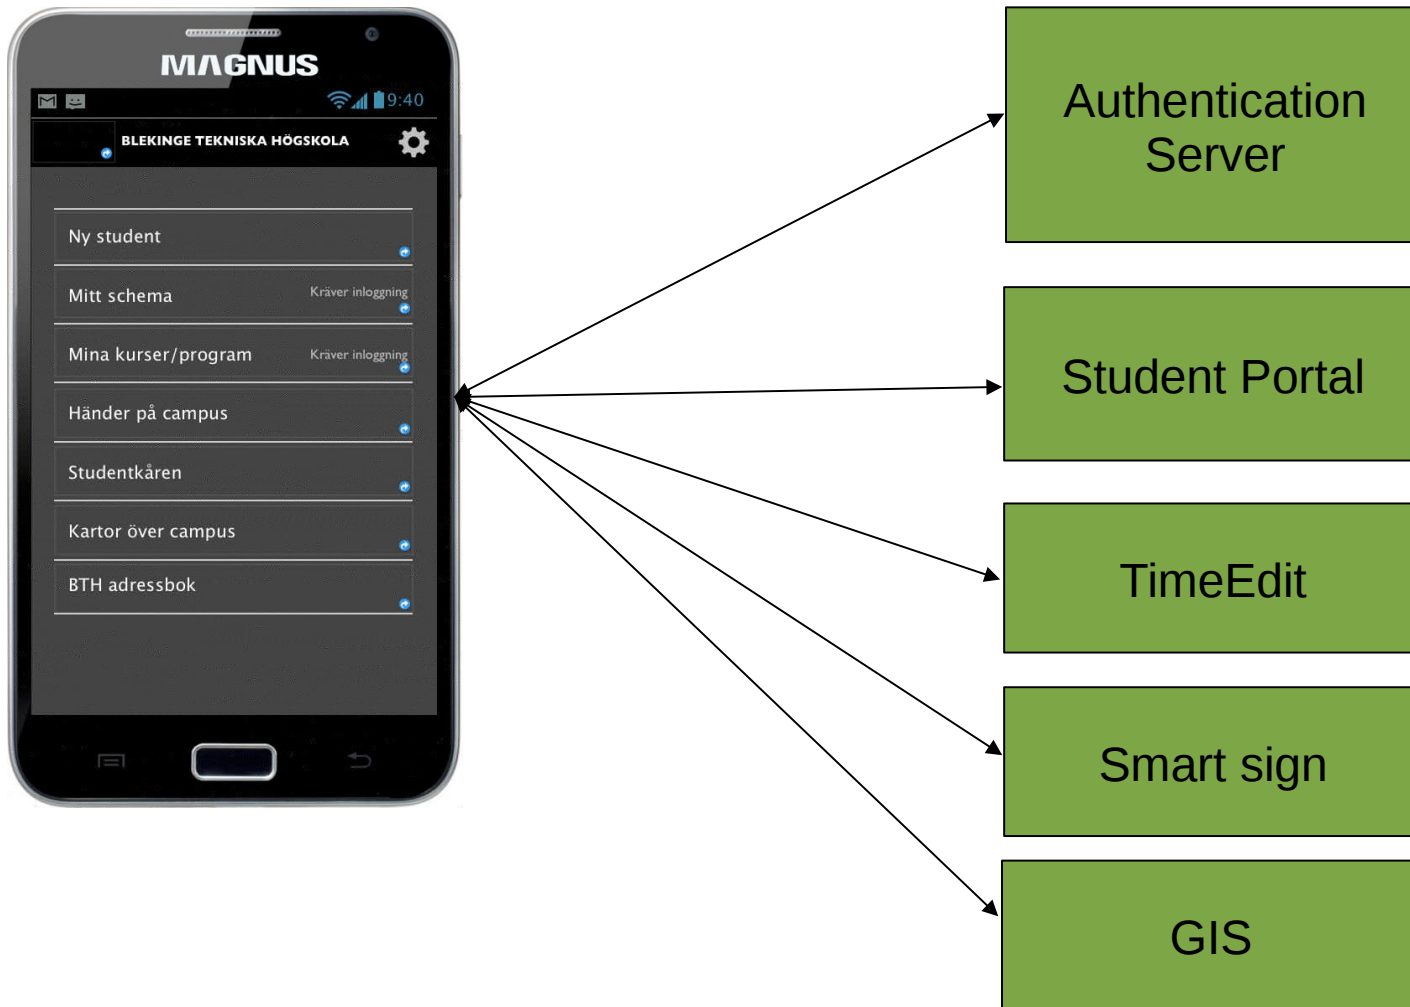 MAGNUS
9:40
BLEKINGE TEKNISKA HÖGSKOLA
Ny student
Mitt schema Kräver inloggning
Mina kurser/program Kräver inloggning
Händer på campus
Studentkåren
Kartor över campus
BTH adressbok
Authentication
Server
Student Portal
TimeEdit
Smart sign
GIS